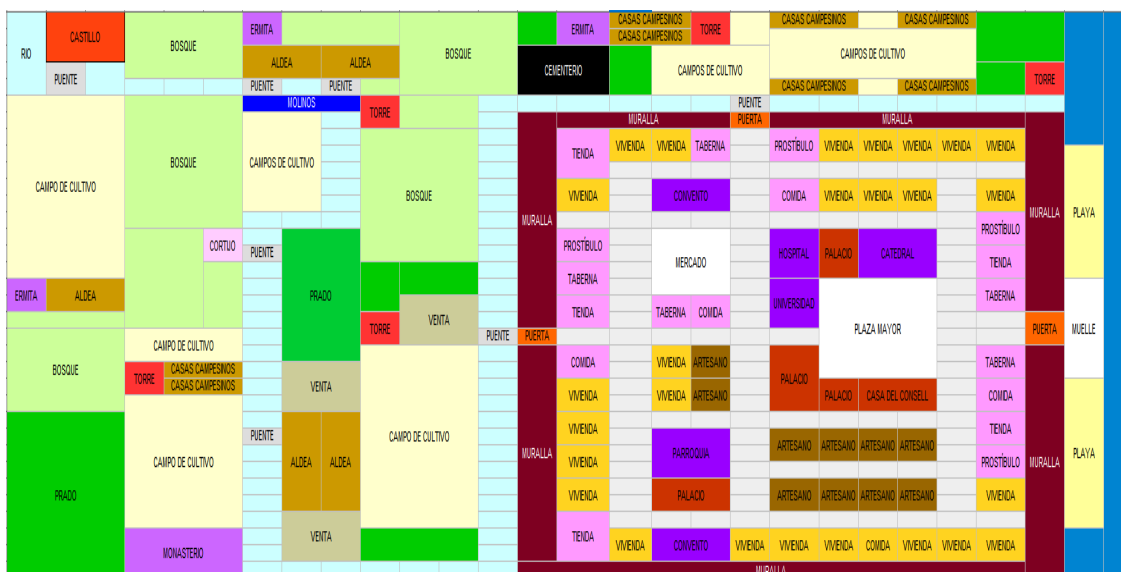 RIO
CASTILLO
PUENTE
BOSQUE
ERMITA
ALDEA
ALDEA
PUENTE
PUENTE
BOSQUE
CEMENTERIO
ERMITA
CASAS CAMPESINOS
CASAS CAMPESINOS
TORRE
CAMPOS DE CULTIVO
CASAS CAMPESINOS
CASAS CAMPESINOS
CAMPOS DE CULTIVO
CASAS CAMPESINOS
CASAS CAMPESINOS
TORRE
CAMPO DE CULTIVO
BOSQUE
MOLINOS
CAMPOS DE CULTIVO
TORRE
BOSQUE
PUENTE
MURALLA
PUERTA
MURALLA
MURALLA
TIENDA
VIVIENDA
VIVIENDA
TABERNA
PROSTÍBULO
VIVIENDA
VIVIENDA
VIVIENDA
VIVIENDA
VIVIENDA
VIVIENDA
CONVENTO
COMIDA
VIVIENDA
VIVIENDA
VIVIENDA
VIVIENDA
MURALLA
PLAYA
CORTIJO
PUENTE
PRADO
PROSTÍBULO
MERCADO
HOSPITAL
PALACIO
CATEDRAL
PROSTÍBULO
TIENDA
TABERNA
UNIVERSIDAD
TABERNA
ERMITA
ALDEA
TIENDA
TABERNA
COMIDA
PLAZA MAYOR
TORRE
VENTA
PUENTE
PUERTA
PUERTA
MUELLE
BOSQUE
CAMPO DE CULTIVO
TORRE
CASAS CAMPESINOS
CASAS CAMPESINOS
VENTA
COMIDA
VIVIENDA
ARTESANO
PALACIO
TABERNA
VIVIENDA
VIVIENDA
ARTESANO
PALACIO
CASA DEL CONSELL
COMIDA
PRADO
CAMPO DE CULTIVO
PUENTE
ALDEA
ALDEA
CAMPO DE CULTIVO
MURALLA
VIVIENDA
PARROQUIA
ARTESANO
ARTESANO
ARTESANO
TIENDA
MURALLA
PLAYA
VIVIENDA
PROSTÍBULO
VIVIENDA
PALACIO
ARTESANO
ARTESANO
ARTESANO
ARTESANO
VIVIENDA
MONASTERIO
VENTA
TIENDA
VIVIENDA
CONVENTO
VIVIENDA
VIVIENDA
VIVIENDA
COMIDA
VIVIENDA
VIVIENDA
VIVIENDA
MURALLA